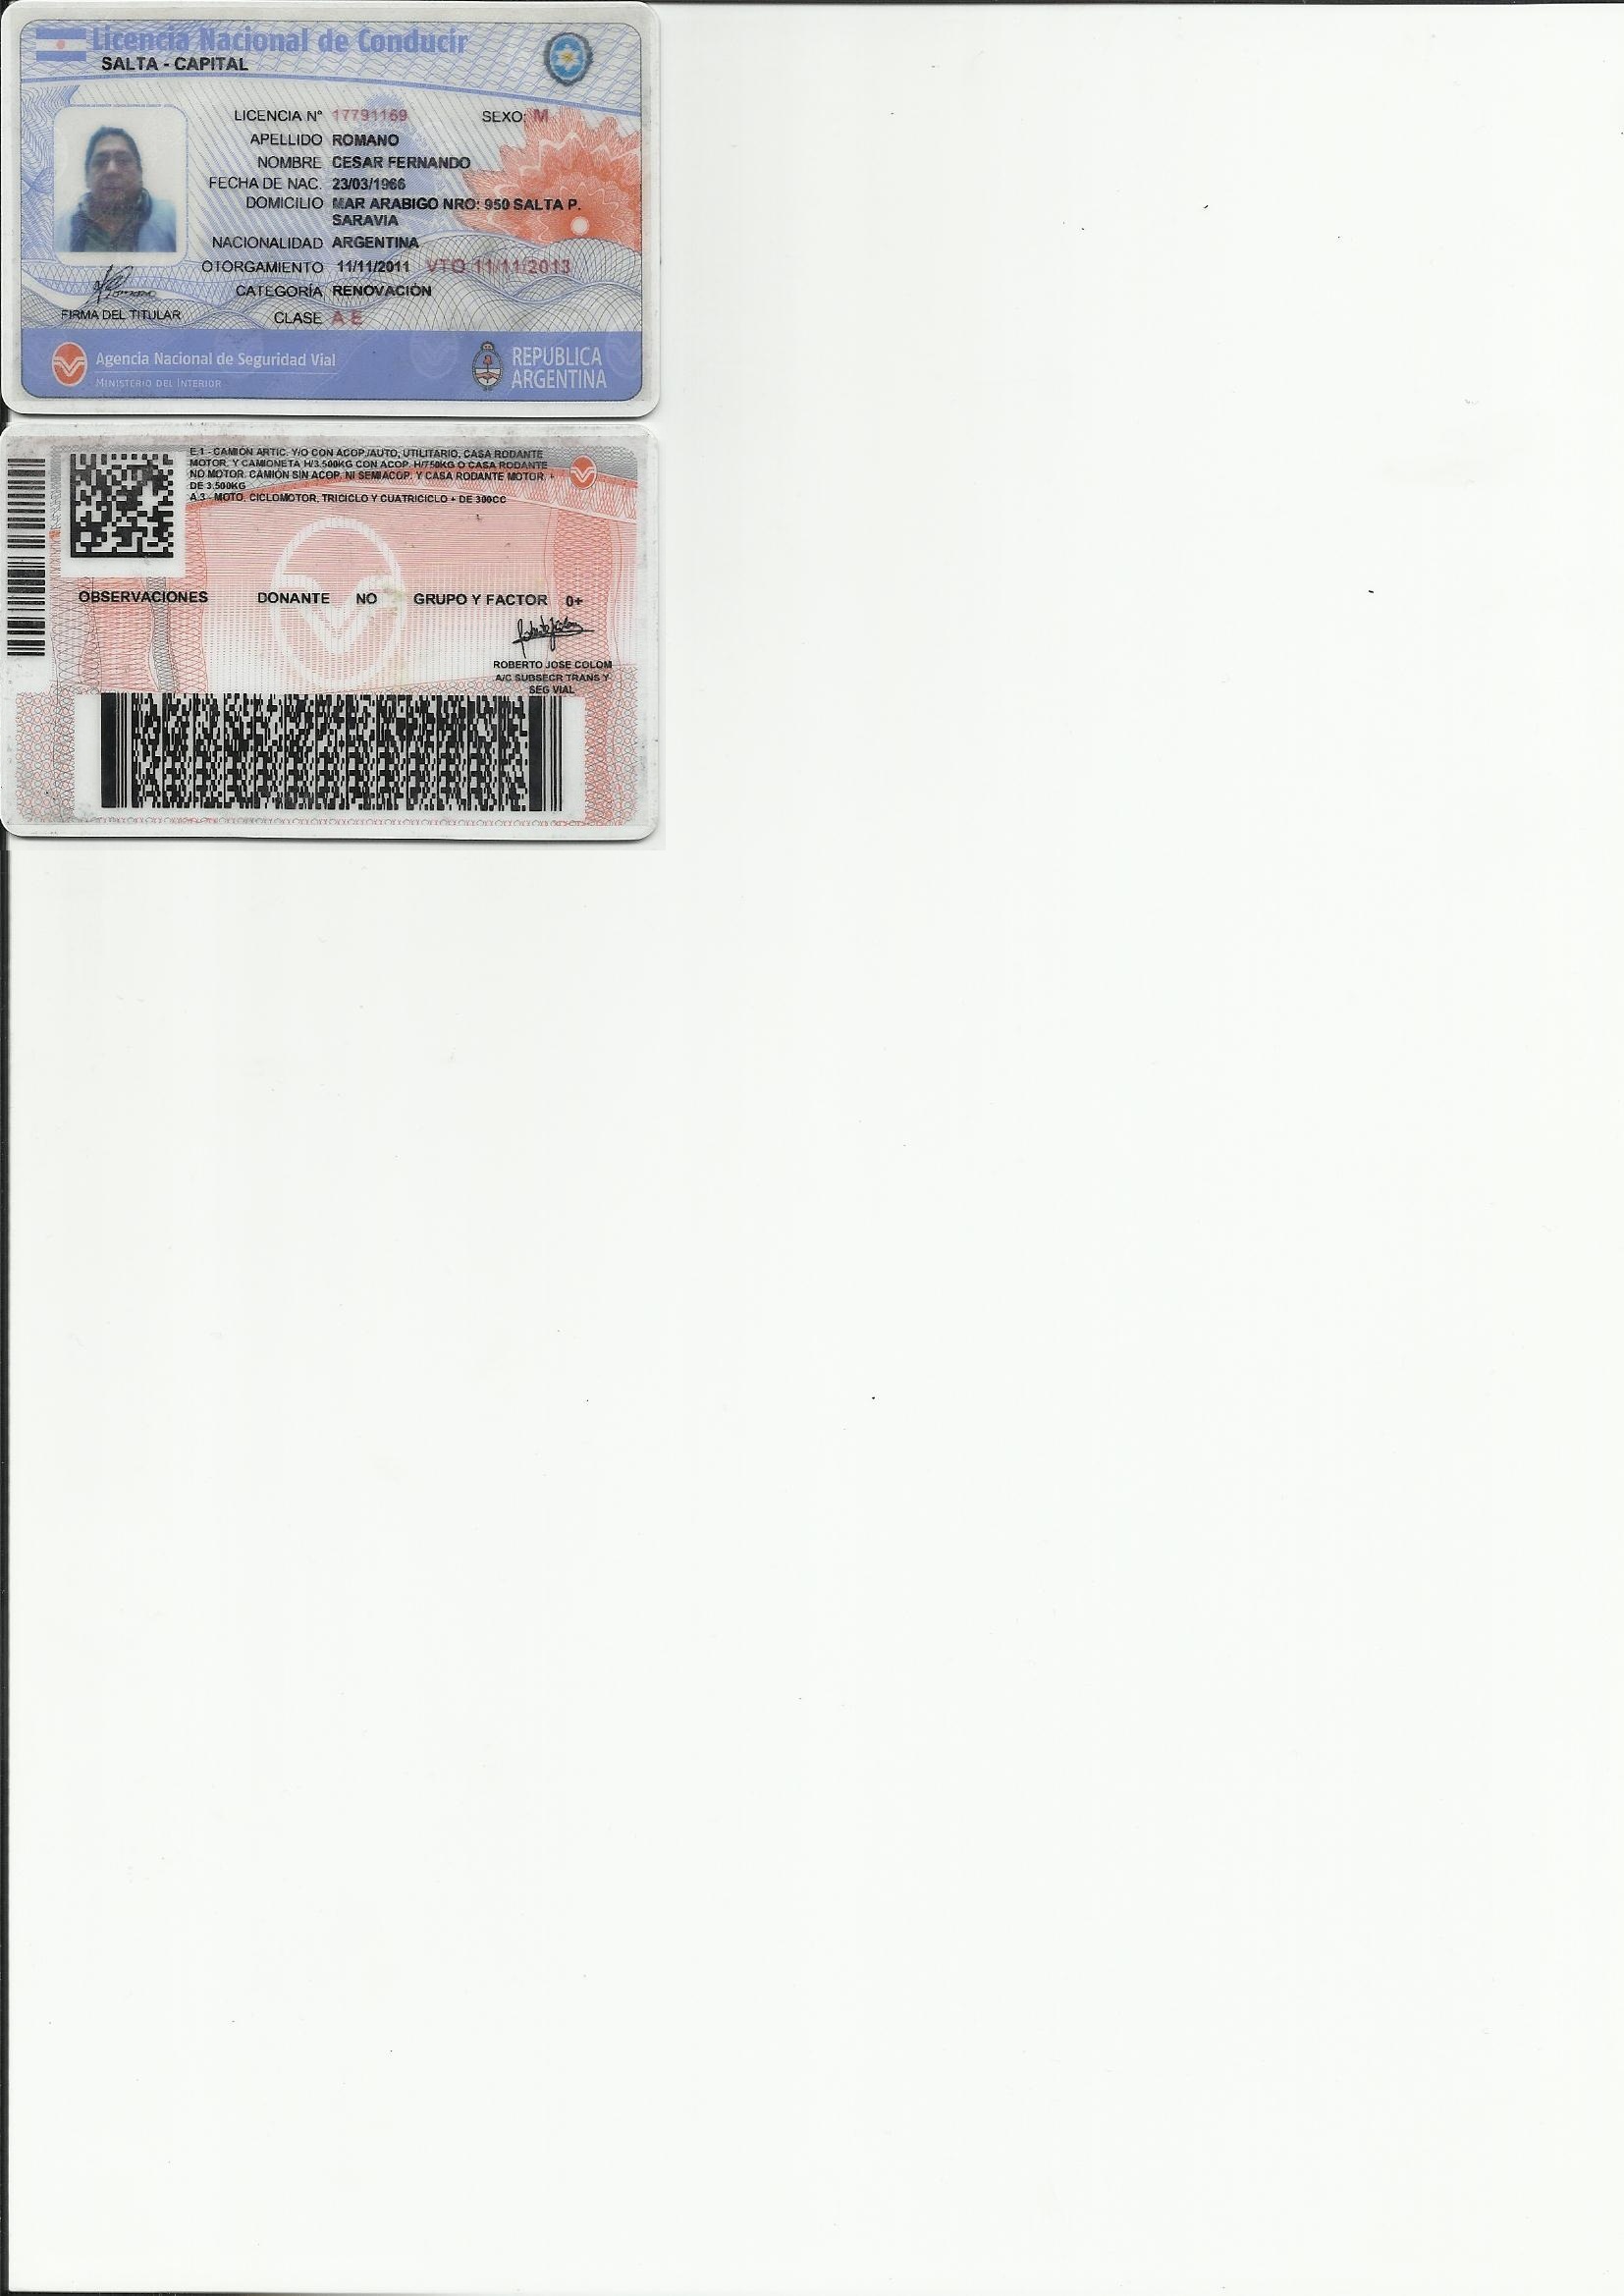 Licencia Nacional de Conducir
SALTA - CAPITAL
LICENCIA Nº 17791169 SEXO: M
APELLIDO ROMANO
NOMBRE CESAR FERNANDO
FECHA DE NAC. 23/03/1966
DOMICILIO MAR ARABIGO NRO: 950 SALTA P.
SARAVIA
NACIONALIDAD ARGENTINA
OTORGAMIENTO 11/11/2011 VTO 11/11/2013
CATEGORÍA RENOVACIÓN
FIRMA DEL TITULAR
CLASE A E
Agencia Nacional de Seguridad Vial
MINISTERIO DEL INTERIOR
REPUBLICA
ARGENTINA
E.1 - CAMIÓN ARTIC. Y/O CON ACOP./AUTO, UTILITARIO, CASA RODANTE
MOTOR. Y CAMIONETA H/3.500KG CON ACOP. H/750KG O CASA RODANTE
NO MOTOR. CAMIÓN SIN ACOP. NI SEMIACOP. Y CASA RODANTE MOTOR. +
DE 3.500KG
A.3 - MOTO, CICLOMOTOR, TRICICLO Y CUATRICICLO + DE 300CC
OBSERVACIONES DONANTE NO GRUPO Y FACTOR 0+
ROBERTO JOSE COLOM
A/C SUBSECR TRANS Y
SEG VIAL